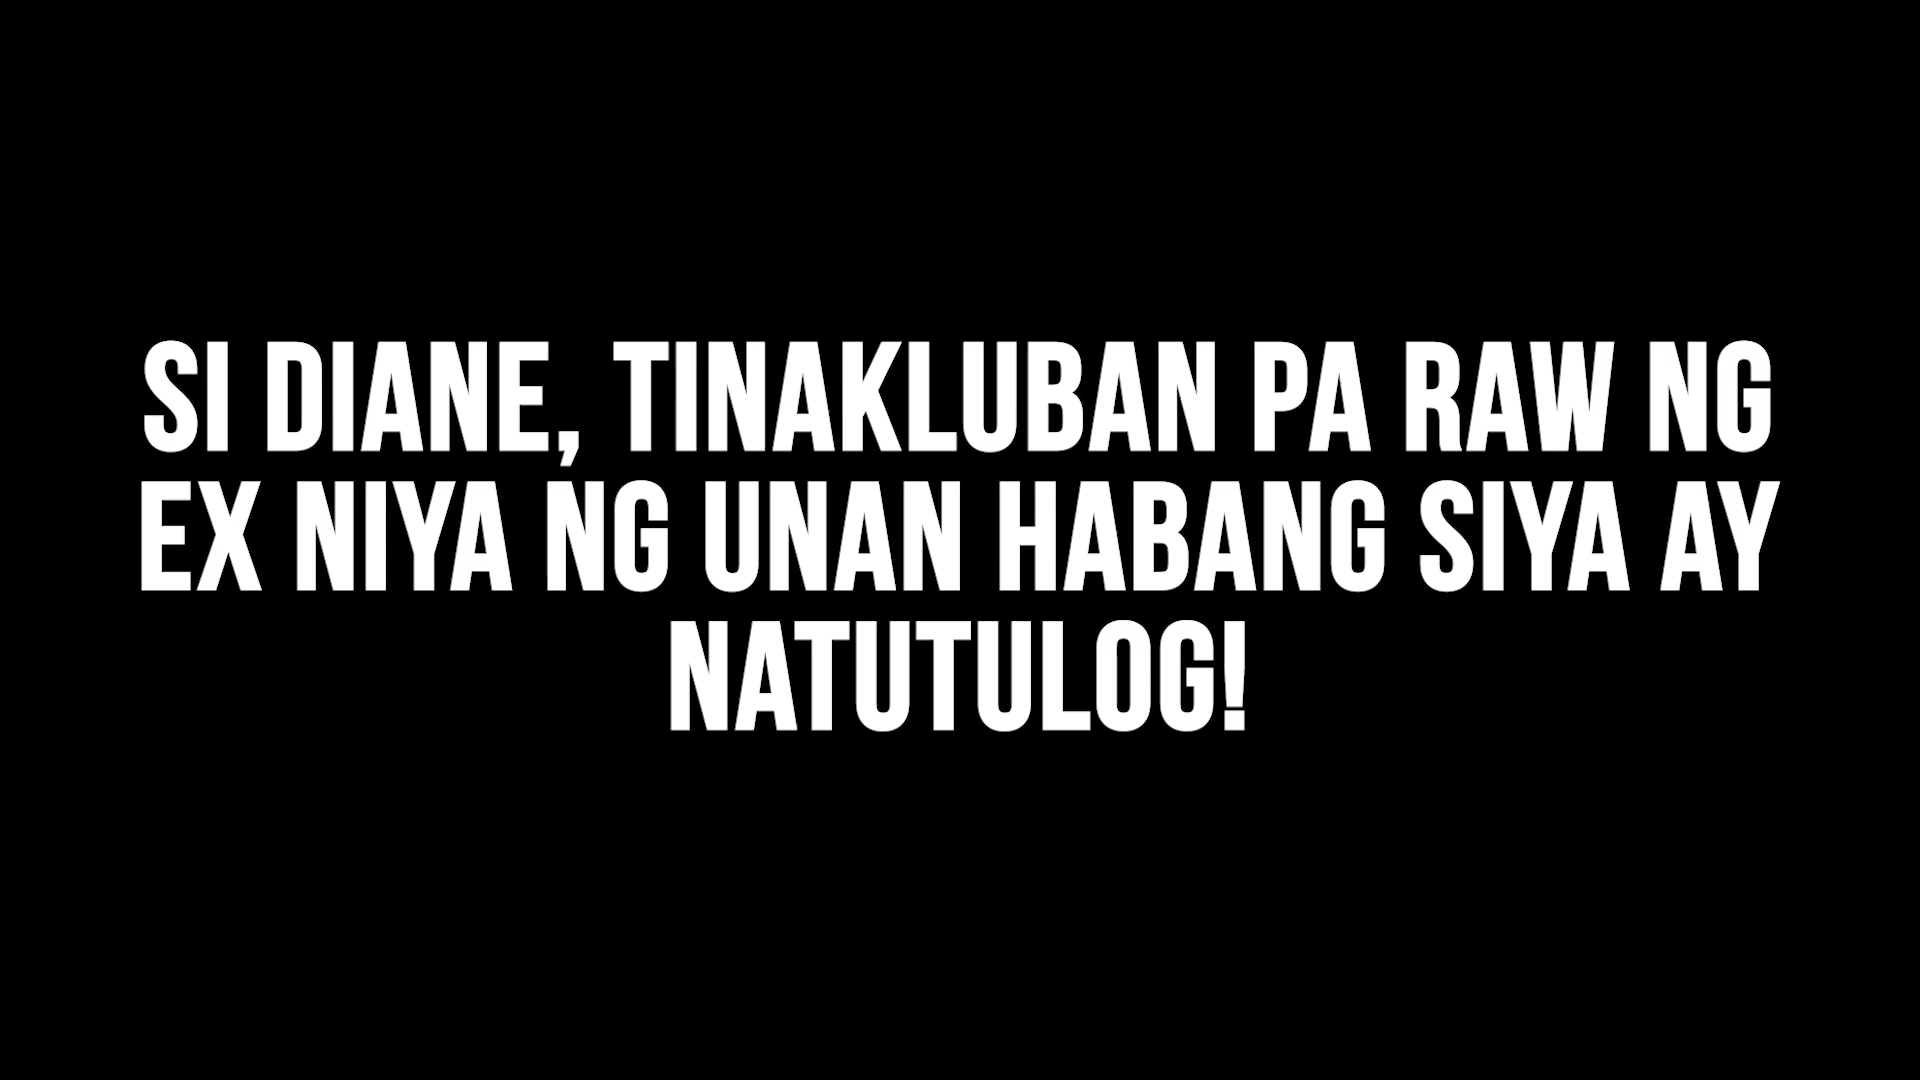 SI DIANE, TINAKLUBAN PA RAW NG
EX NIYA NG UNAN HABANG SIYA AY
NATUTULOG!